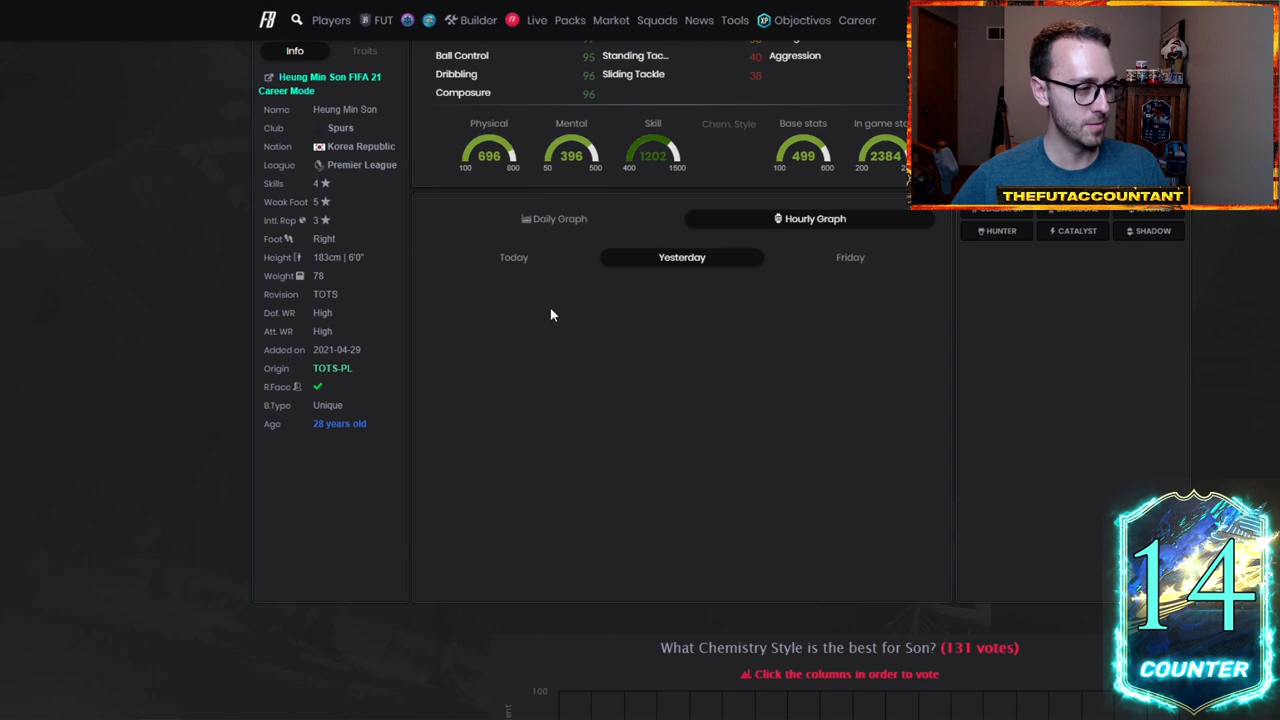 Players FUT Builder Live Packs Market Squads News Tools XP Objectives Career
Info Traits
Heung Min Son FIFA 21
Career Mode
Name Heung Min Son
Club Spurs
Nation Korea Republic
League Premier League
Skills 4
Weak Foot 5
Intl. Rep 3
Foot Right
Height 183cm | 6'0"
Weight 78
Revision TOTS
Def. WR High
Att. WR High
Added on 2021-04-29
Origin TOTS-PL
R.Face
B.Type Unique
Age 28 years old
Ball Control 95 Standing Tac... 40 Aggression
Dribbling 96 Sliding Tackle 38
Composure 96
Physical Mental Skill Chem. Style Base stats In game sta
696 396 1202 499 2384
100 800 50 500 400 1500 100 600 200
Daily Graph Hourly Graph
Today Yesterday Friday
THEFUTACCOUNTANT
HUNTER CATALYST SHADOW
What Chemistry Style is the best for Son? (131 votes)
Click the columns in order to vote
100
14
COUNTER